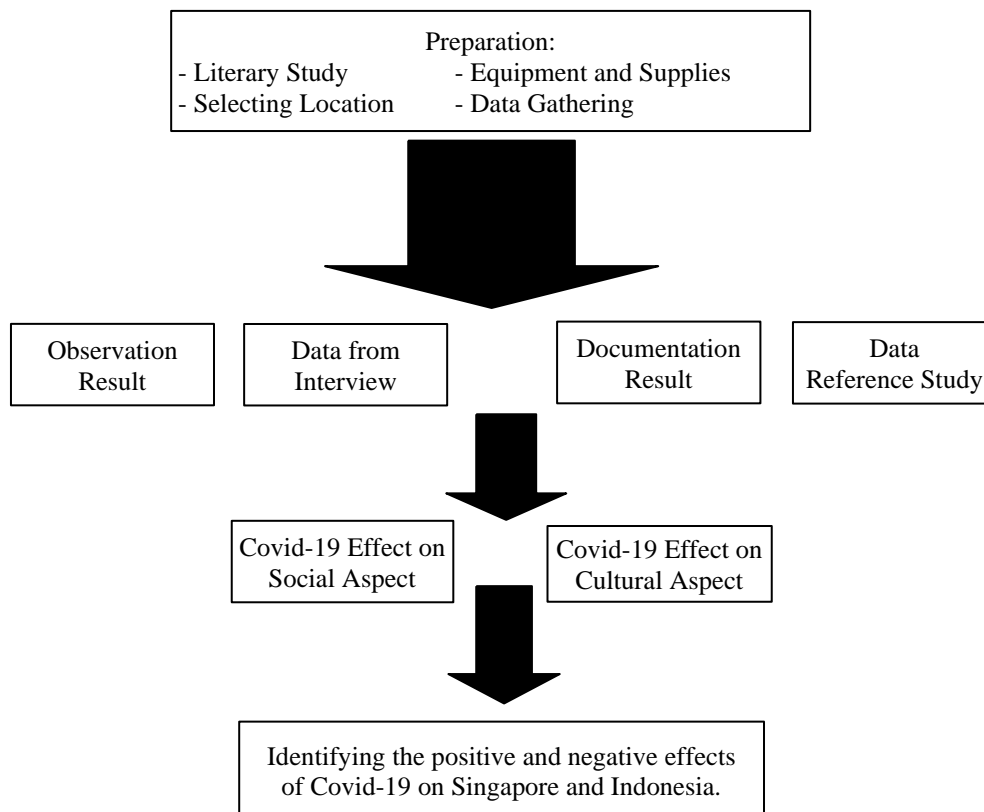 Preparation:
- Literary Study - Equipment and Supplies
- Selecting Location - Data Gathering
Observation
Result
Data from
Interview
Documentation
Result
Data
Reference Study
Covid-19 Effect on
Social Aspect
Covid-19 Effect on
Cultural Aspect
Identifying the positive and negative effects
of Covid-19 on Singapore and Indonesia.